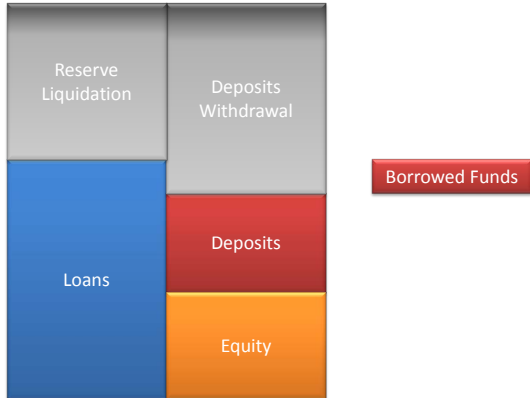 Reserve
Liquidation
Deposits
Withdrawal
Borrowed Funds
Deposits
Loans
Equity